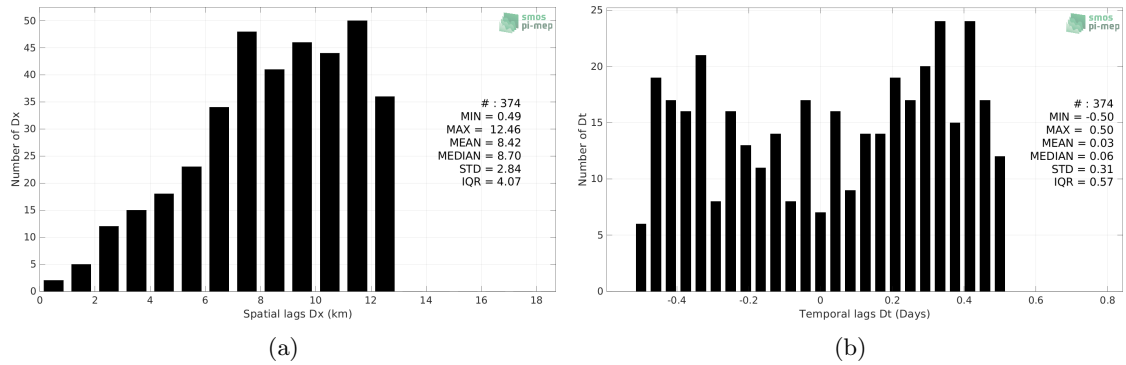 50
45
40
35
30
25
20
15
10
5
0
Number of Dx
0 2 4 6 8 10 12 14 16 18
Spatial lags Dx (km)
smos
pi-mep
# : 374
MIN = 0.49
MAX = 12.46
MEAN = 8.42
MEDIAN = 8.70
STD = 2.84
IQR = 4.07
(a)
25
20
15
10
5
0
Number of Dt
-0.4 -0.2 0 0.2 0.4 0.6 0.8
Temporal lags Dt (Days)
smos
pi-mep
# : 374
MIN = -0.50
MAX = 0.50
MEAN = 0.03
MEDIAN = 0.06
STD = 0.31
IQR = 0.57
(b)